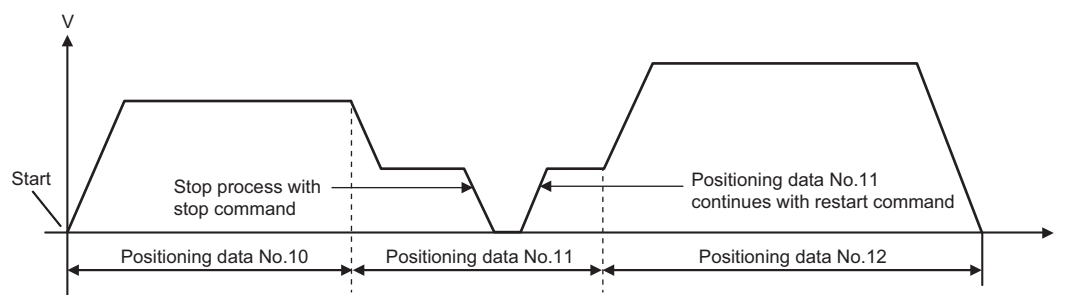 V
Start
Stop process with
stop command
Positioning data No.11
continues with restart command
Positioning data No.10
Positioning data No.11
Positioning data No.12